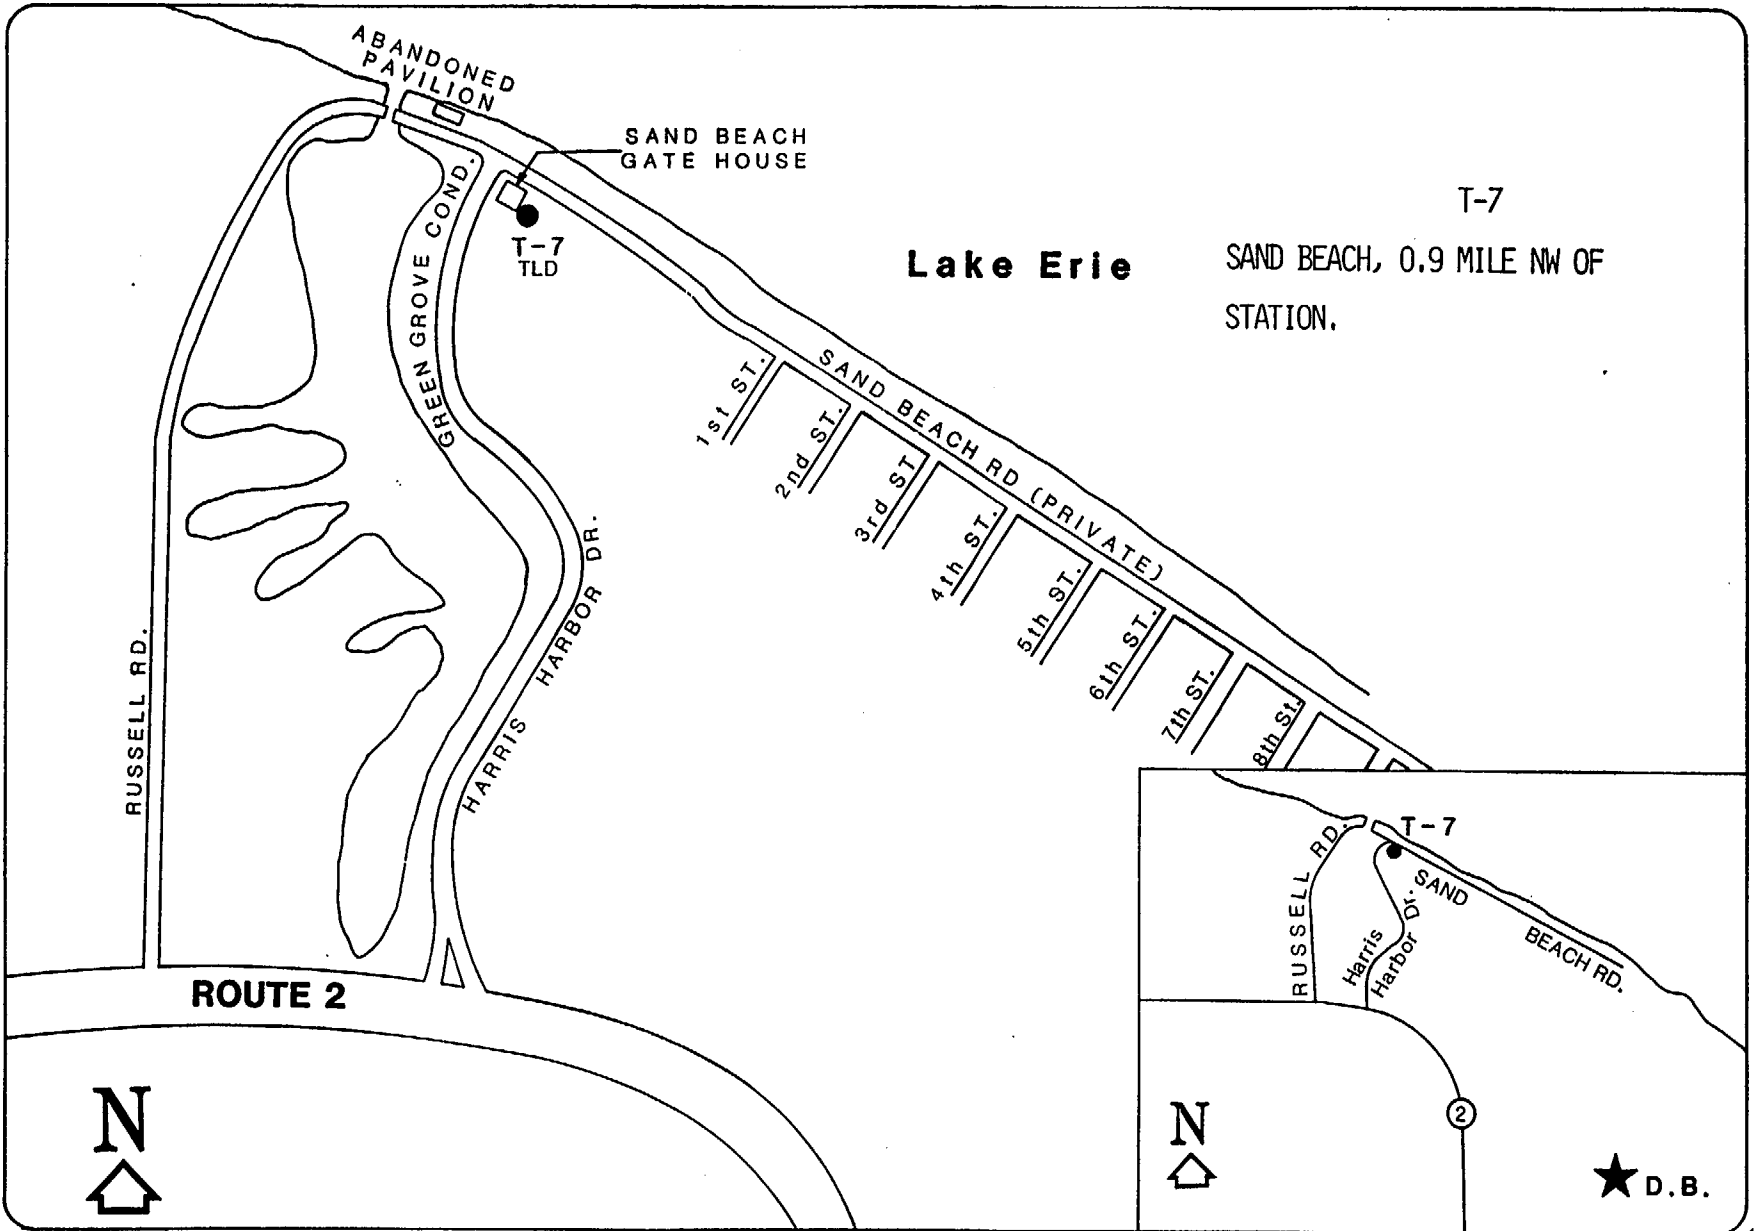 ABANDONED
PAVILION
SAND BEACH
GATE HOUSE
T-7
TLD
GREEN GROVE COND.
Lake Erie
T-7
SAND BEACH, 0.9 MILE NW OF
STATION.
SAND BEACH RD (PRIVATE)
1st ST.
2nd ST.
3rd ST
4th ST.
5th ST.
6th ST.
7th ST.
8th St.
HARRIS HARBOR DR.
RUSSELL RD.
ROUTE 2
N
T-7
RUSSELL RD.
SAND
BEACH RD.
Harris
Harbor Dr.
2
N
D.B.